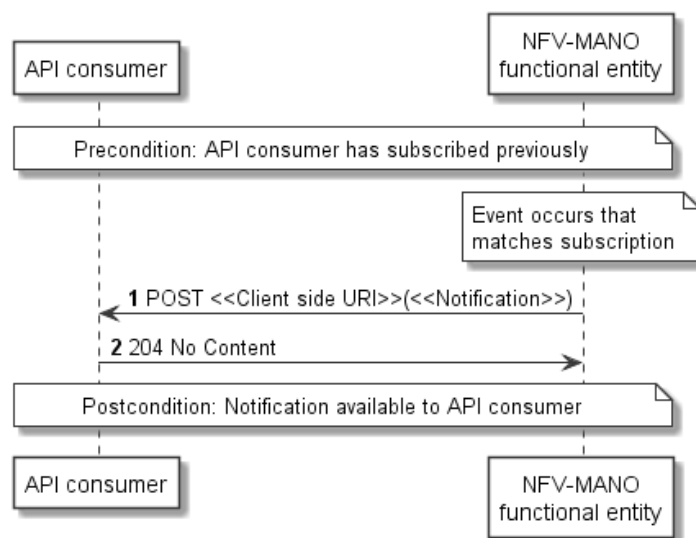 API consumer
NFV-MANO
functional entity
Precondition: API consumer has subscribed previously
Event occurs that
matches subscription
1 POST <<Client side URI>>(<<Notification>>)
2 204 No Content
Postcondition: Notification available to API consumer
API consumer
NFV-MANO
functional entity